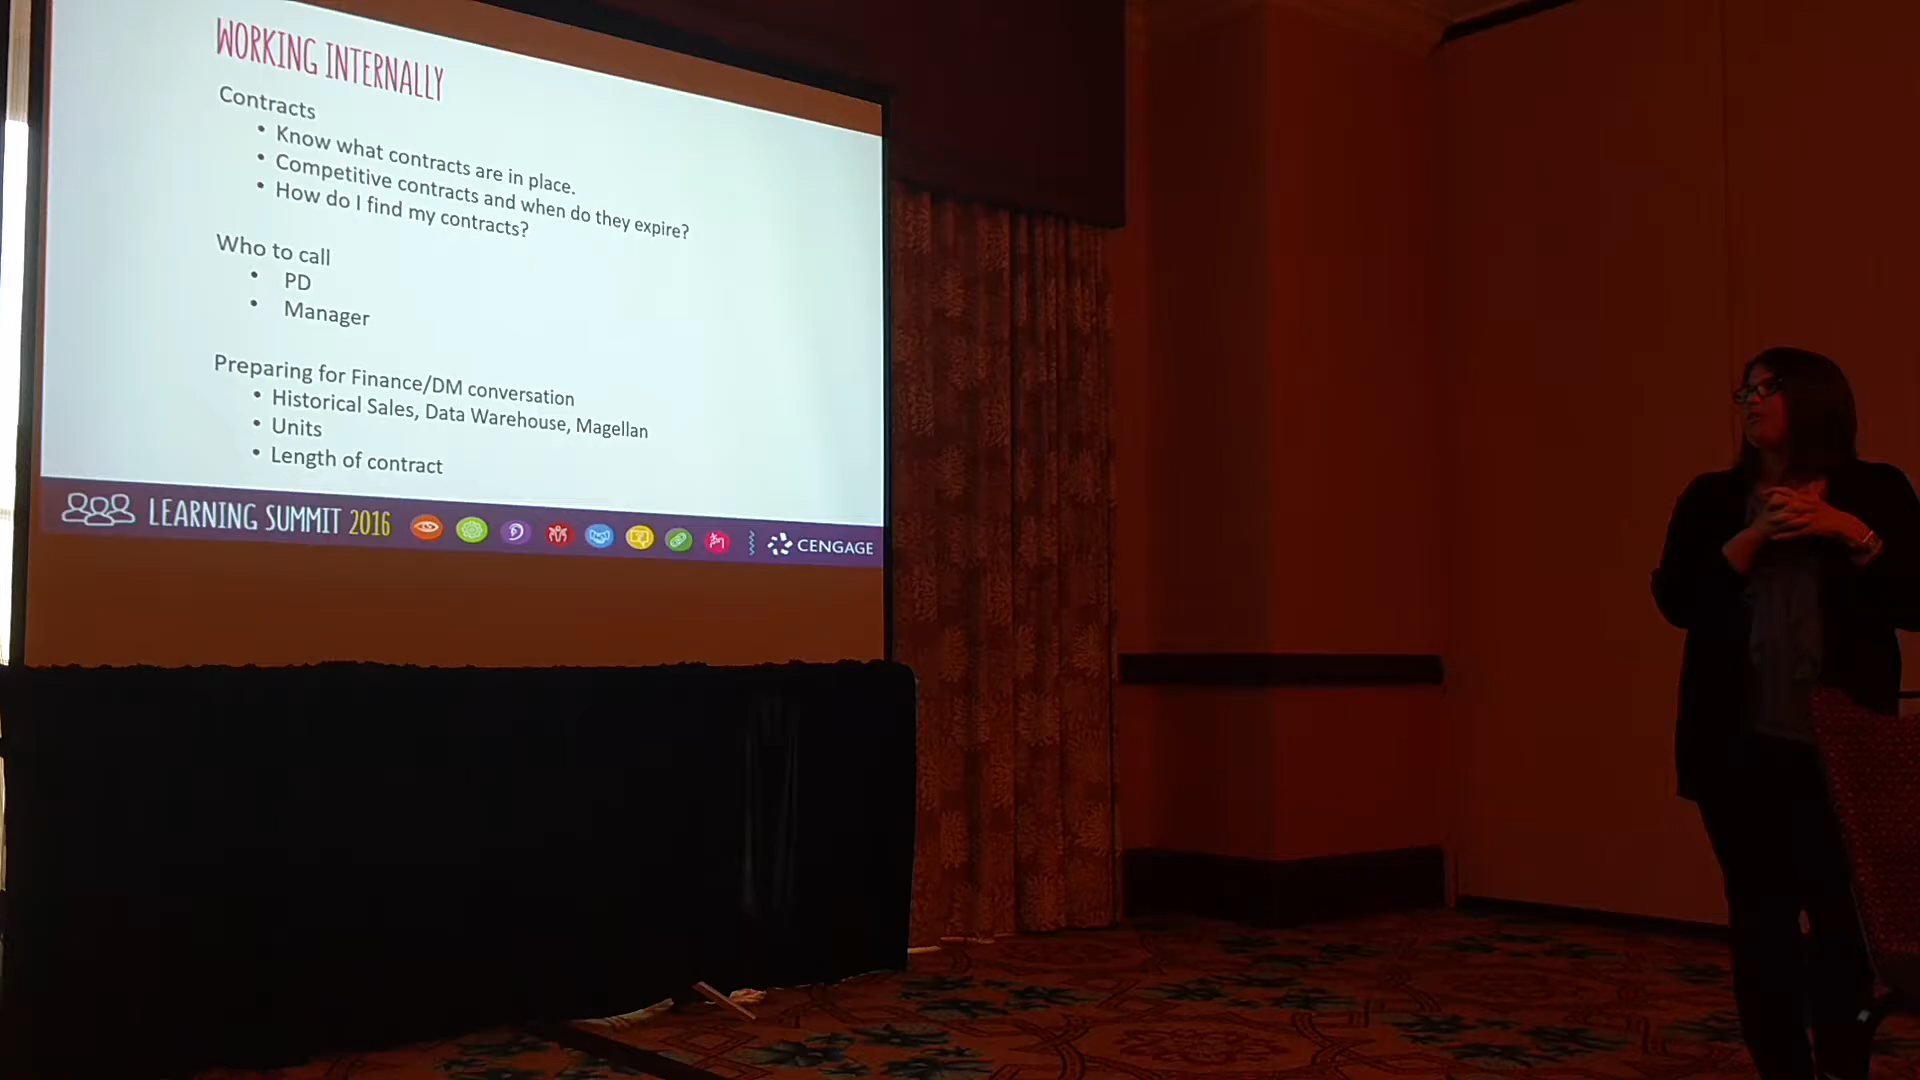 WORKING INTERNALLY
Contracts
• Know what contracts are in place.
• Competitive contracts and when do they expire?
• How do I find my contracts?
Who to call
• PD
• Manager
Preparing for Finance/DM conversation
• Historical Sales, Data Warehouse, Magellan
• Units
• Length of contract
LEARNING SUMMIT 2016 CENGAGE